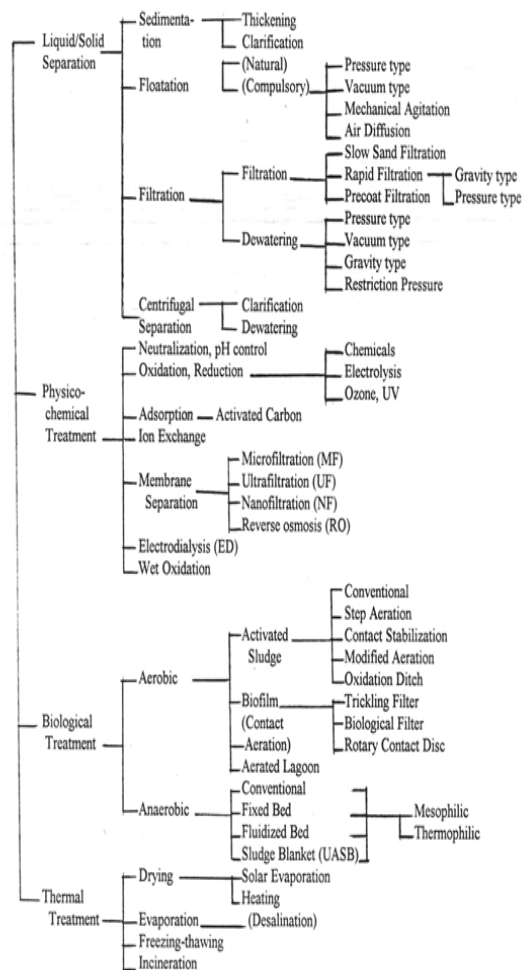 Liquid/Solid
Separation
Sedimenta-
tion
Thickening
Clarification
Floatation
(Natural)
(Compulsory)
Pressure type
Vacuum type
Mechanical Agitation
Air Diffusion
Filtration
Filtration
Slow Sand Filtration
Rapid Filtration
Gravity type
Pressure type
Precoat Filtration
Dewatering
Pressure type
Vacuum type
Gravity type
Restriction Pressure
Centrifugal
Separation
Clarification
Dewatering
Physico-
chemical
Treatment
Neutralization, pH control
Oxidation, Reduction
Chemicals
Electrolysis
Ozone, UV
Adsorption
Activated Carbon
Ion Exchange
Membrane
Separation
Microfiltration (MF)
Ultrafiltration (UF)
Nanofiltration (NF)
Reverse osmosis (RO)
Electrodialysis (ED)
Wet Oxidation
Biological
Treatment
Aerobic
Activated
Sludge
Conventional
Step Aeration
Contact Stabilization
Modified Aeration
Oxidation Ditch
Biofilm
(Contact
Aeration)
Trickling Filter
Biological Filter
Rotary Contact Disc
Aerated Lagoon
Anaerobic
Conventional
Fixed Bed
Fluidized Bed
Sludge Blanket (UASB)
Mesophilic
Thermophilic
Thermal
Treatment
Drying
Solar Evaporation
Heating
Evaporation
(Desalination)
Freezing-thawing
Incineration